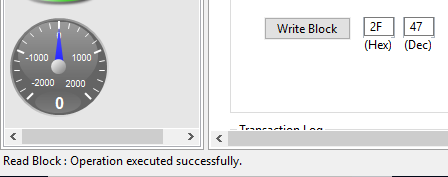 Write Block 2F 47
(Hex) (Dec)
-1000 1000
-2000 2000
0
Transaction Log
Read Block : Operation executed successfully.